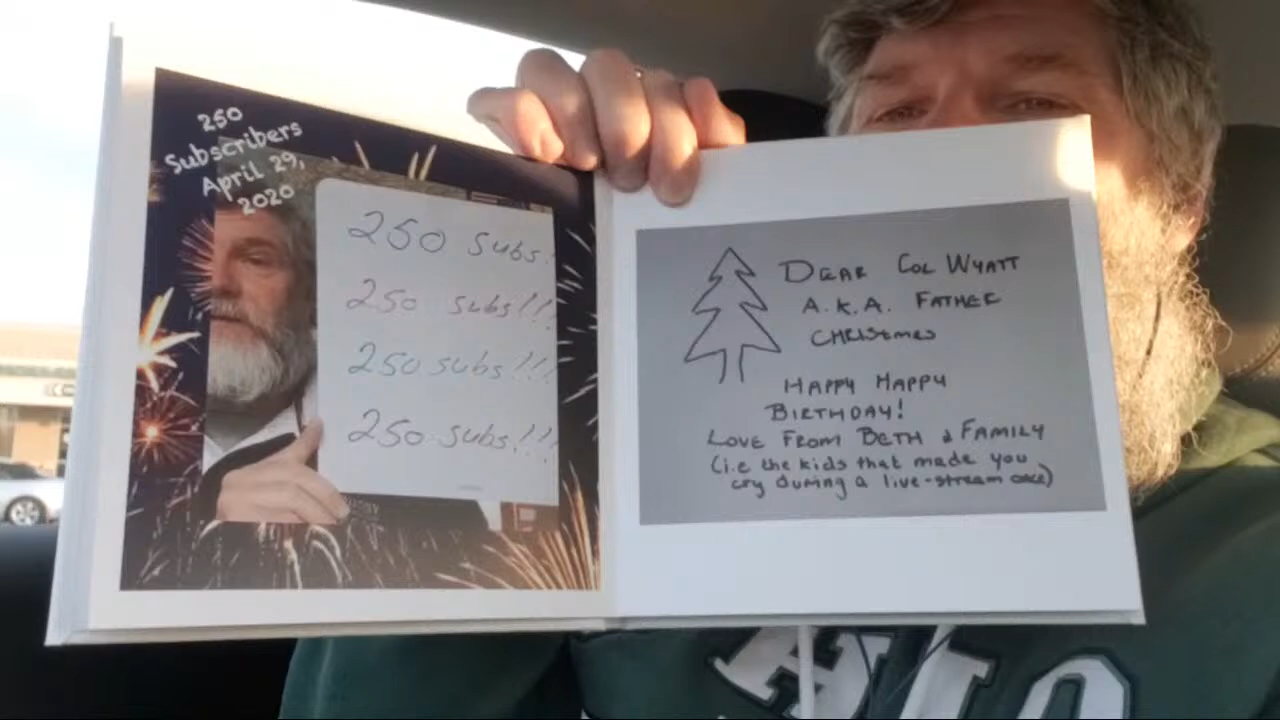 250
Subscribers
April 29,
2020
250 subs!
250 subs!!!
250 subs!!!
250 subs!!!
DEAR COL WYATT
A.K.A. FATHER
CHRISTMES
HAPPY HAPPY
BIRTHDAY!
LOVE FROM BETH & FAMILY
(i.e the kids that made you
cry during a live-stream once)